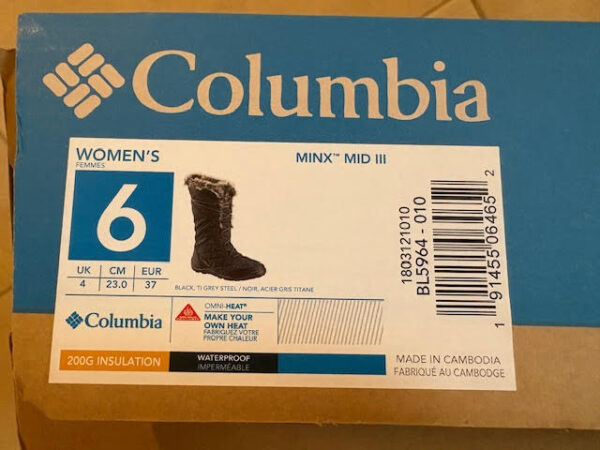 Columbia
WOMEN'S
FEMMES
MINX™ MID III
6
UK CM EUR
4 23.0 37
BLACK, TI GREY STEEL / NOIR, ACIER GRIS TITANE
1803121010
BL5964 - 010
1 91455 06465 2
Columbia
OMNI-HEAT®
MAKE YOUR
OWN HEAT
FABRIQUEZ VOTRE
PROPRE CHALEUR
200G INSULATION
WATERPROOF
IMPERMÉABLE
MADE IN CAMBODIA
FABRIQUÉ AU CAMBODGE